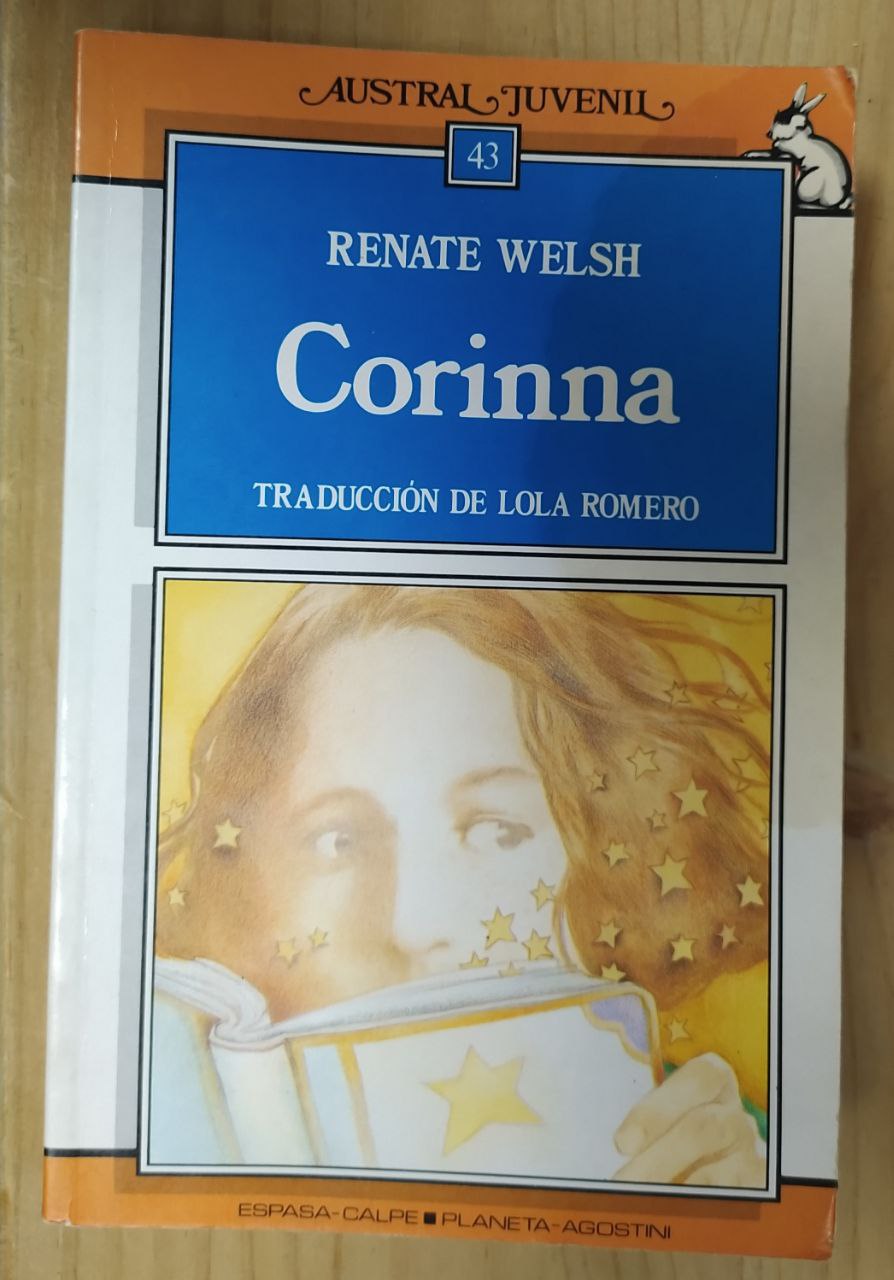 AUSTRAL JUVENIL
43
RENATE WELSH
Corinna
TRADUCCIÓN DE LOLA ROMERO
ESPASA-CALPE ■ PLANETA-AGOSTINI